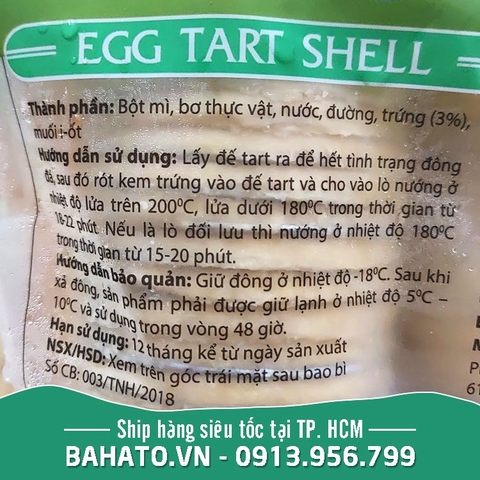 EGG TART SHELL
Thành phần: Bột mì, bơ thực vật, nước, đường, trứng (3%),
muối i-ốt
Hướng dẫn sử dụng: Lấy đế tart ra để hết tình trạng đông
đá, sau đó rót kem trứng vào đế tart và cho vào lò nướng ở
nhiệt độ lửa trên 200ºC, lửa dưới 180ºC trong thời gian từ
18-22 phút. Nếu là lò đối lưu thì nướng ở nhiệt độ 180ºC
trong thời gian từ 15-20 phút.
Hướng dẫn bảo quản: Giữ đông ở nhiệt độ -18ºC. Sau khi
xả đông, sản phẩm phải được giữ lạnh ở nhiệt độ 5ºC –
10ºC và sử dụng trong vòng 48 giờ.
Hạn sử dụng: 12 tháng kể từ ngày sản xuất
NSX/HSD: Xem trên góc trái mặt sau bao bì
Số CB: 003/TNH/2018
Ship hàng siêu tốc tại TP. HCM
BAHATO.VN - 0913.956.799